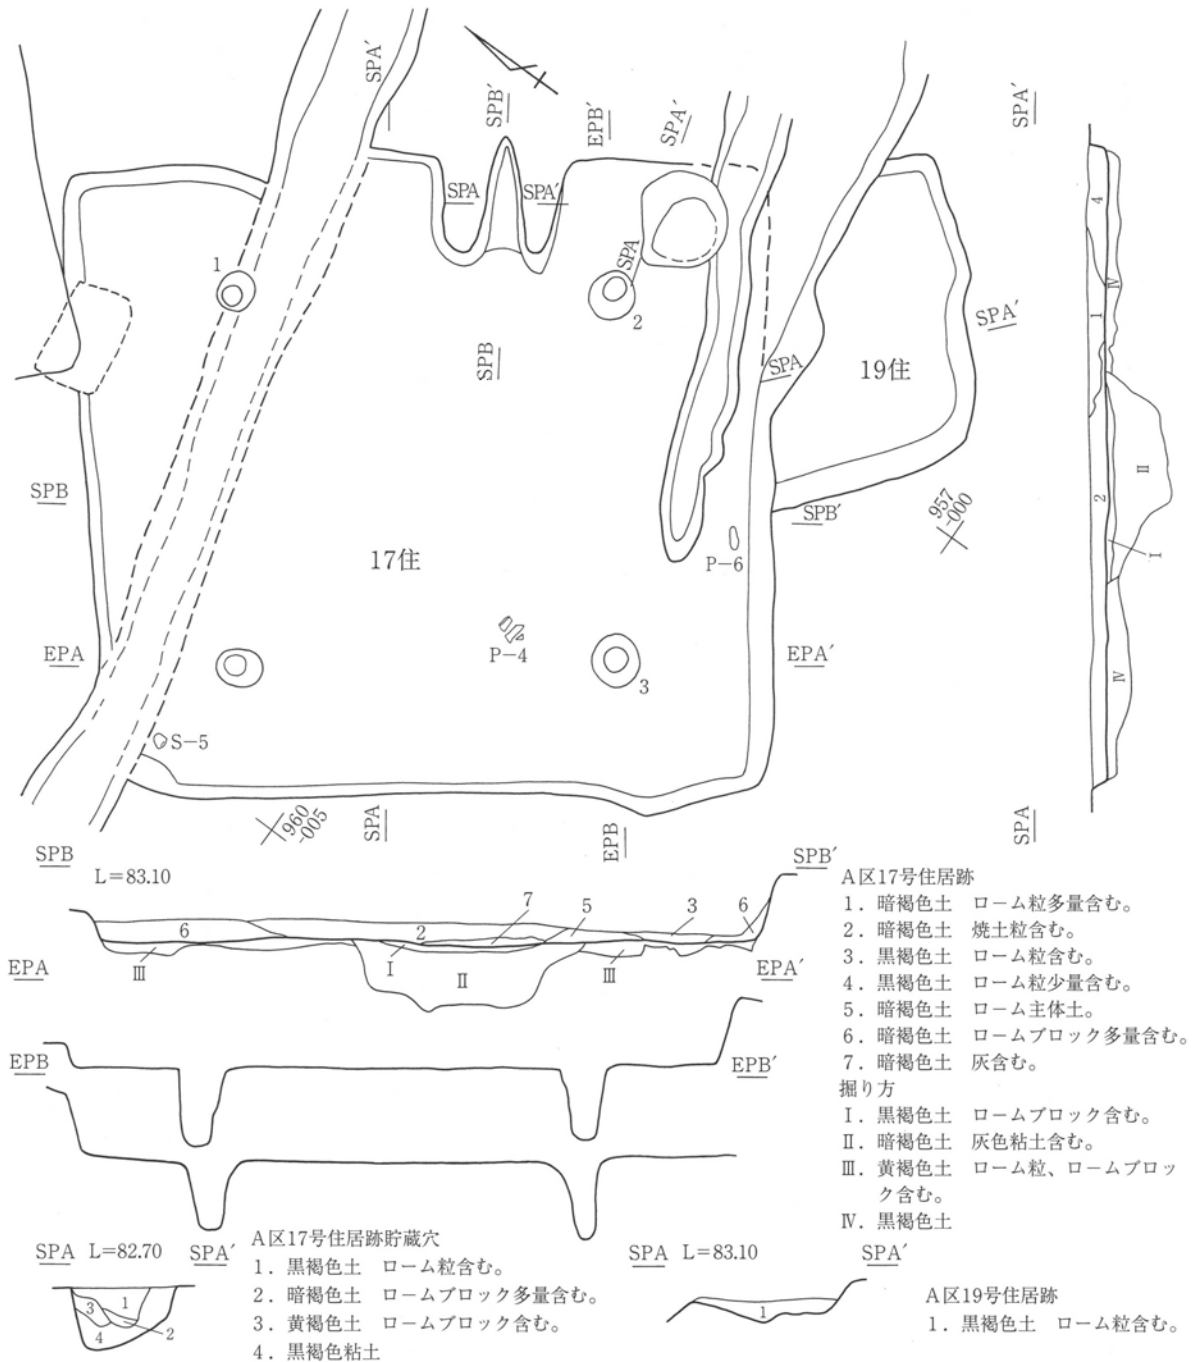 SPA′
SPB′
EPB′
SPA′
SPA′
SPA
SPA′
1
SPA
2
SPB
SPA
SPA′
19住
4
Ⅳ
1
Ⅱ
2
Ⅰ
Ⅳ
SPB
SPB′
957
-000
17住
P-6
EPA
P-4
EPA′
3
S-5
960
-005
SPA
EPB
SPA
SPB
L=83.10
SPB′
6
Ⅲ
2
7
5
3
6
Ⅰ
Ⅱ
Ⅲ
EPA
EPA′
EPB
EPB′
A区17号住居跡
1．暗褐色土　ローム粒多量含む。
2．暗褐色土　焼土粒含む。
3．黒褐色土　ローム粒含む。
4．黒褐色土　ローム粒少量含む。
5．暗褐色土　ローム主体土。
6．暗褐色土　ロームブロック多量含む。
7．暗褐色土　灰含む。
掘り方
Ⅰ．黒褐色土　ロームブロック含む。
Ⅱ．暗褐色土　灰色粘土含む。
Ⅲ．黄褐色土　ローム粒、ロームブロッ
ク含む。
Ⅳ．黒褐色土
SPA L=82.70 SPA′
1
3
4
2
A区17号住居跡貯蔵穴
1．黒褐色土　ローム粒含む。
2．暗褐色土　ロームブロック多量含む。
3．黄褐色土　ロームブロック含む。
4．黒褐色粘土
SPA L=83.10 SPA′
1
A区19号住居跡
1．黒褐色土　ローム粒含む。